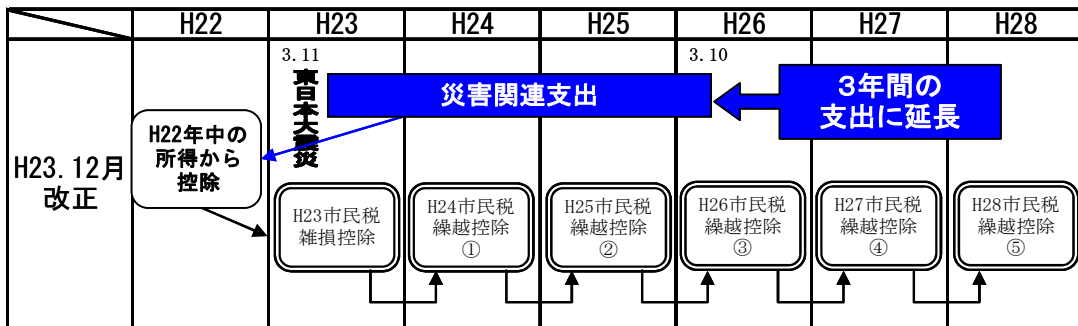 H22
H23
H24
H25
H26
H27
H28
3.11
3.10
東日本大震災
災害関連支出
3年間の
支出に延長
H23.12月
改正
H22年中の
所得から
控除
H23市民税
雑損控除
H24市民税
繰越控除
①
H25市民税
繰越控除
②
H26市民税
繰越控除
③
H27市民税
繰越控除
④
H28市民税
繰越控除
⑤